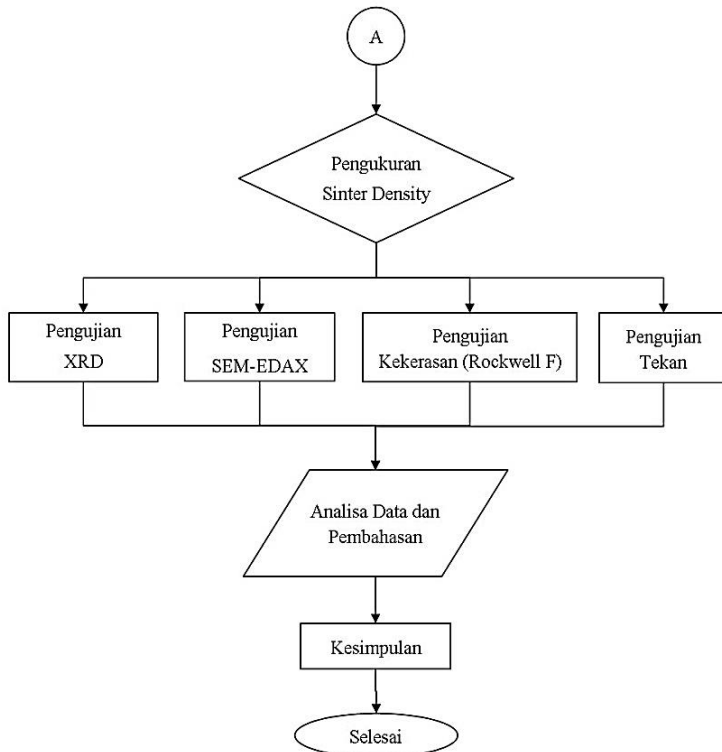 A
Pengukuran
Sinter Density
Pengujian
XRD
Pengujian
SEM-EDAX
Pengujian
Kekerasan (Rockwell F)
Pengujian
Tekan
Analisa Data dan
Pembahasan
Kesimpulan
Selesai